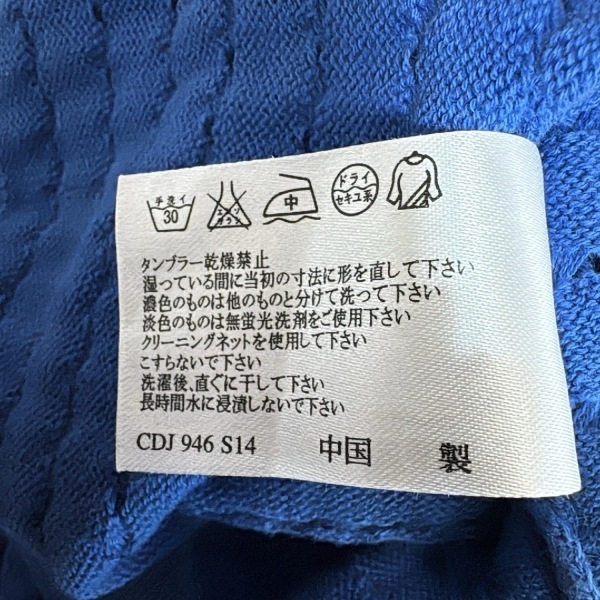 手洗イ 30 エンソサラシ 中 ドライ セキユ系
タンブラー乾燥禁止
湿っている間に当初の寸法に形を直して下さい
濃色のものは他のものと分けて洗って下さい
淡色のものは無蛍光洗剤をご使用下さい
クリーニングネットを使用して下さい
こすらないで下さい
洗濯後、直ぐに干して下さい
長時間水に浸漬しないで下さい
CDJ 946 S14 中国 製